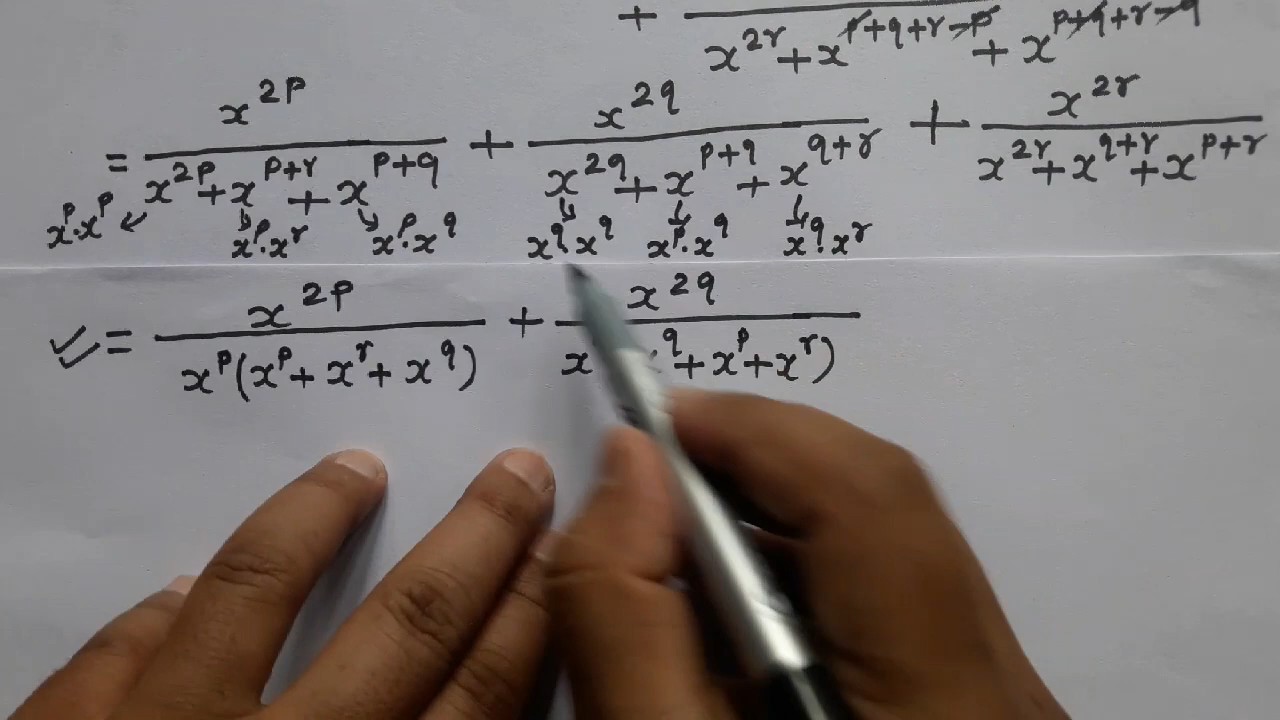 + x^{2r} + x^{p+q+r-p} + x^{p+q+r-q}
= x^{2p} / (x^{2p} + x^{p+r} + x^{p+q}) + x^{2q} / (x^{2q} + x^{p+q} + x^{q+r}) + x^{2r} / (x^{2r} + x^{q+r} + x^{p+r})
x^p·x^p x^p·x^r x^p·x^q x^q·x^q x^p·x^q x^q·x^r
= x^{2p} / x^p(x^p + x^r + x^q) + x^{2q} / x^q + x^p + x^r)